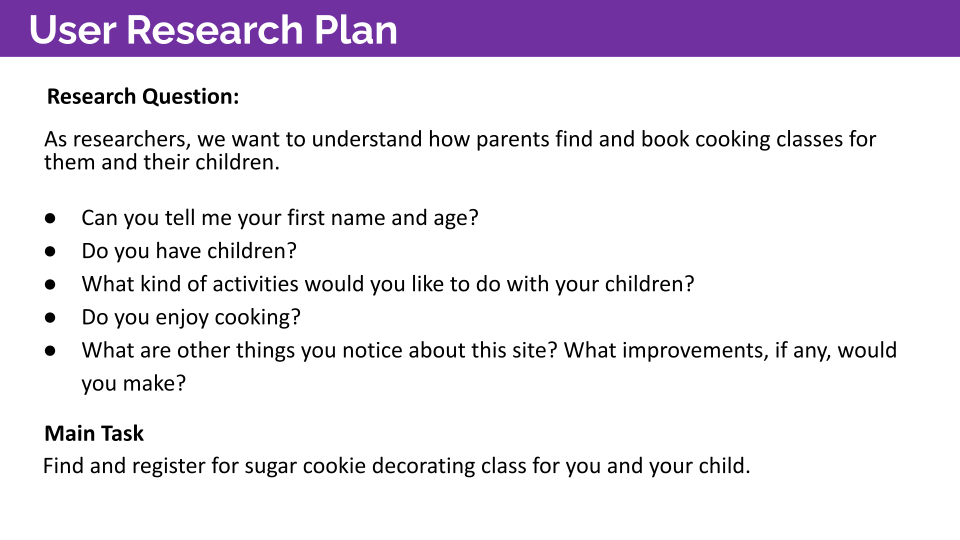 User Research Plan
Research Question:
As researchers, we want to understand how parents find and book cooking classes for
them and their children.
● Can you tell me your first name and age?
● Do you have children?
● What kind of activities would you like to do with your children?
● Do you enjoy cooking?
● What are other things you notice about this site? What improvements, if any, would
you make?
Main Task
Find and register for sugar cookie decorating class for you and your child.